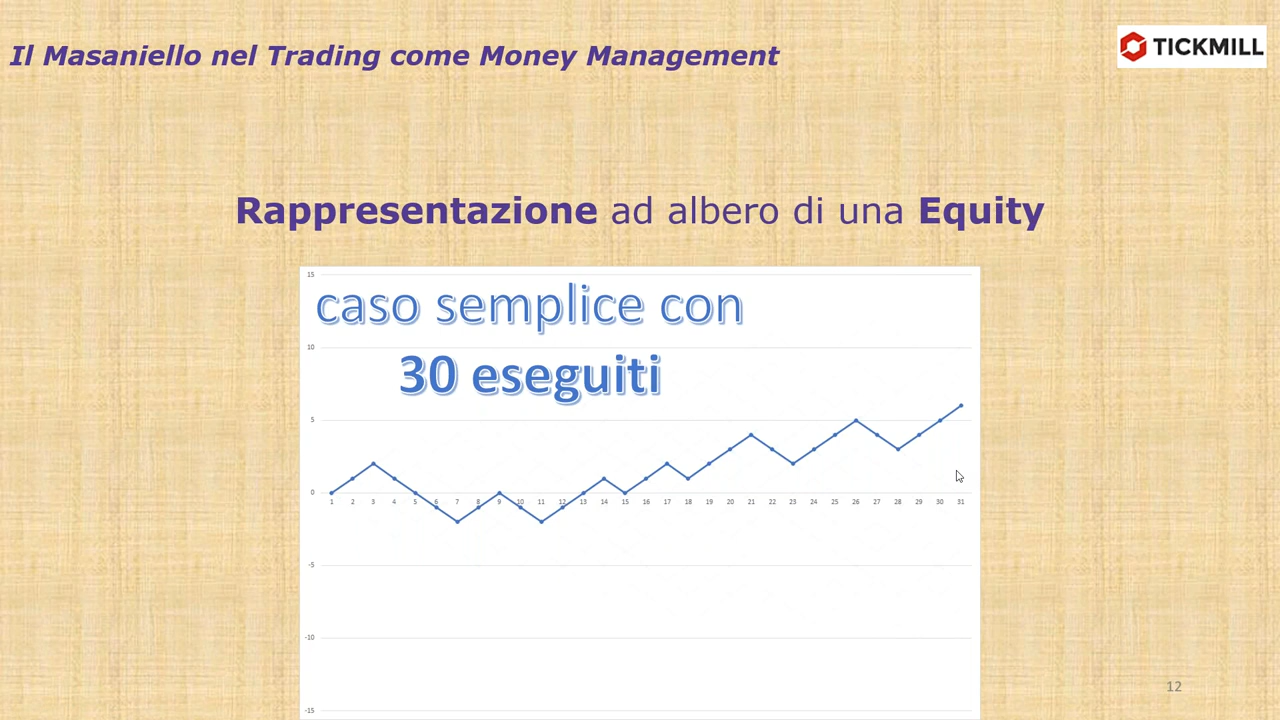 Il Masaniello nel Trading come Money Management
TICKMILL
Rappresentazione ad albero di una Equity
caso semplice con
30 eseguiti
15
10
5
0
1 2 3 4 5 6 7 8 9 10 11 12 13 14 15 16 17 18 19 20 21 22 23 24 25 26 27 28 29 30 31
-5
-10
-15
12